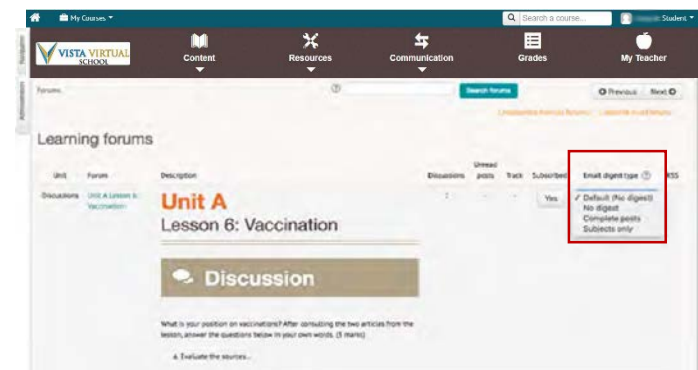 My Courses
Search a course...
Student
Navigation
Administration
VISTA VIRTUAL
SCHOOL
Content
Resources
Communication
Grades
My Teacher
Forums
Search forums
Previous
Next
Learning forums
Unit
Forum
Description
Discussions
Unread
posts
Track
Subscribed
Email digest type
RSS
Discussions
Unit A Lesson 6:
Vaccination
Unit A
Lesson 6: Vaccination
Yes
✓ Default (No digest)
No digest
Complete posts
Subjects only
Discussion
What is your position on vaccinations? After consulting the two articles from the
lesson, answer the questions below in your own words. (5 marks)
a. Evaluate the sources...